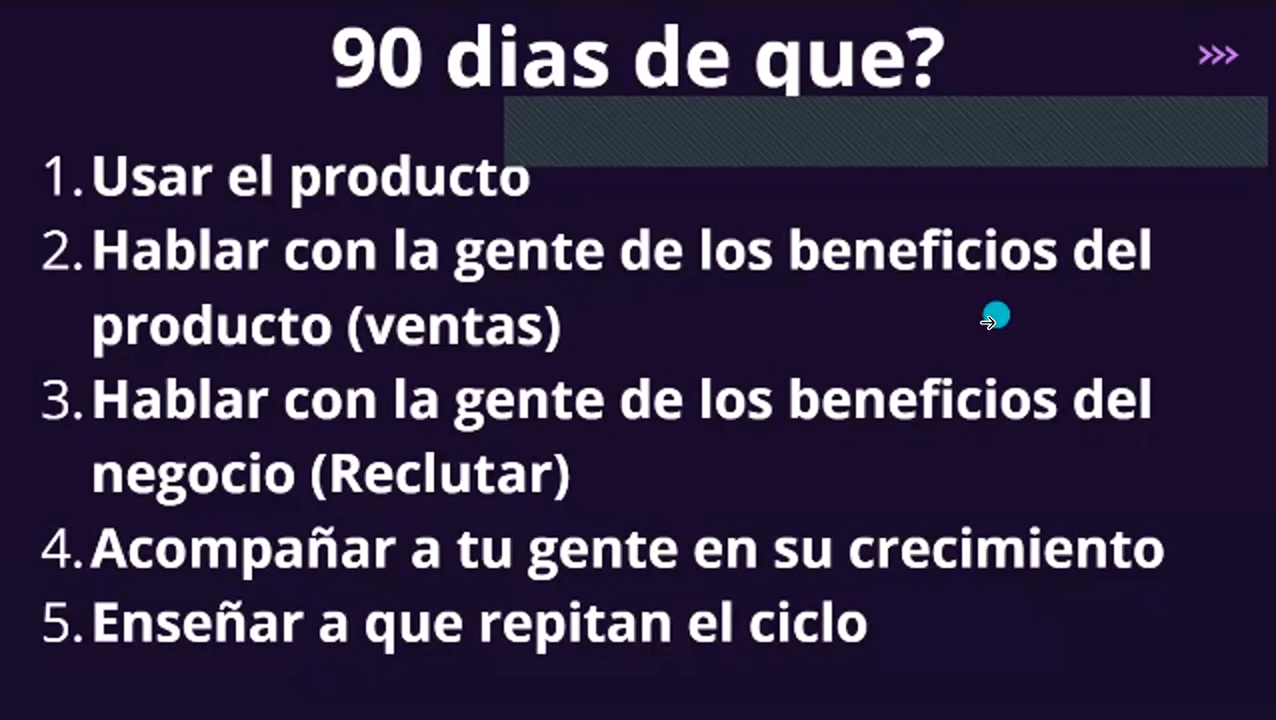 90 dias de que?
1. Usar el producto
2. Hablar con la gente de los beneficios del
producto (ventas)
3. Hablar con la gente de los beneficios del
negocio (Reclutar)
4. Acompañar a tu gente en su crecimiento
5. Enseñar a que repitan el ciclo